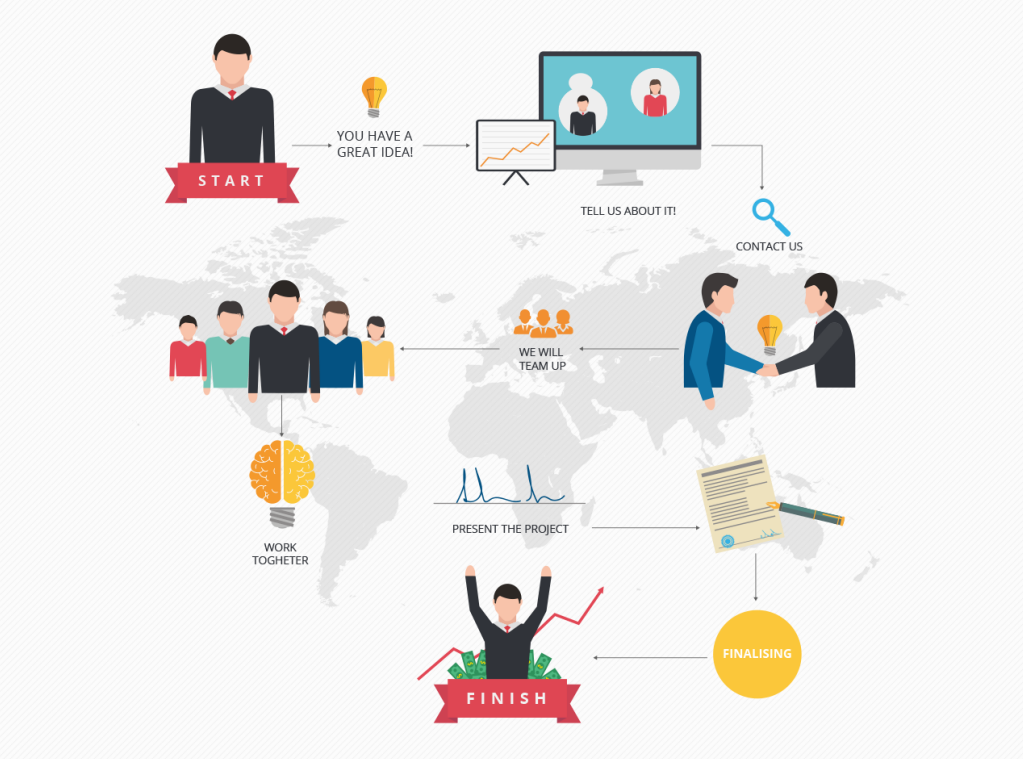 START
YOU HAVE A
GREAT IDEA!
TELL US ABOUT IT!
CONTACT US
WE WILL
TEAM UP
WORK
TOGHETER
PRESENT THE PROJECT
FINALISING
FINISH